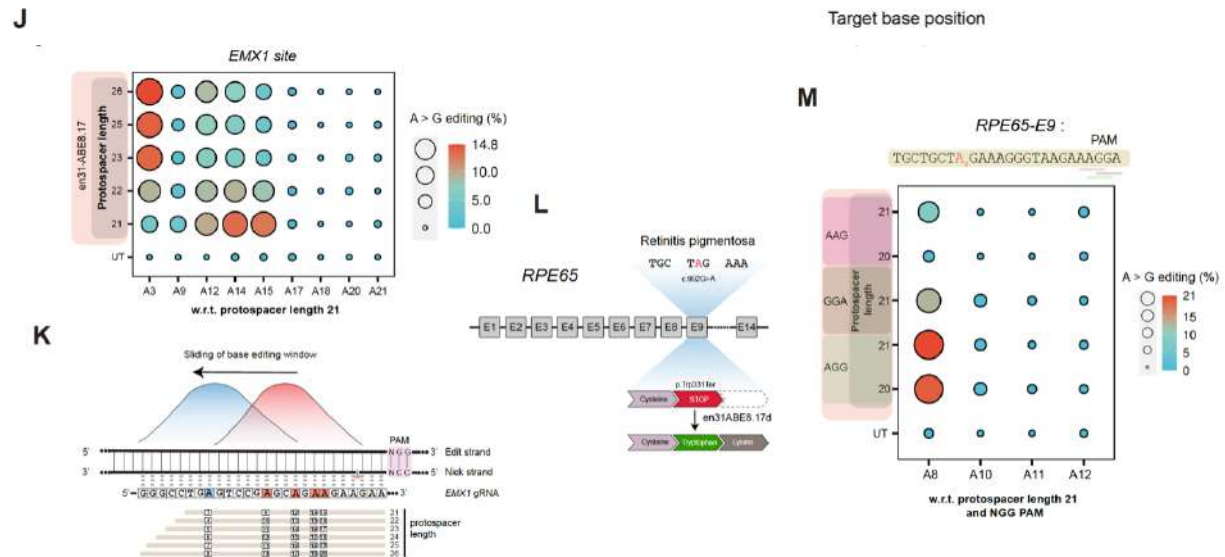 J
Target base position
EMX1 site
en31-ABE8.17
Protospacer length
26
25
23
22
21
UT
A3 A9 A12 A14 A15 A17 A18 A20 A21
w.r.t. protospacer length 21
A > G editing (%)
14.8
10.0
5.0
0.0
K
Sliding of base editing window
PAM
5' NGG Edit strand
3' NCC 5' Nick strand
5'- GGGCCTGAGTCCGAGCAGAAGAAGAA 3' EMX1 gRNA
21
22
23
24
25
26
protospacer
length
L
Retinitis pigmentosa
TGC TAG AAA
RPE65
E1 E2 E3 E4 E5 E6 E7 E8 E9 E14
p.Trp331Ter
Cysteine STOP
en31ABE8.17d
Cysteine Tryptophan Lysine
M
RPE65-E9 :
PAM
TGCTGCTA GAAAGGGTAAGAAAGGA
AAG
GGA
AGG
Protospacer
length
21
20
21
21
20
UT
A8 A10 A11 A12
w.r.t. protospacer length 21
and NGG PAM
A > G editing (%)
21
15
10
5
0